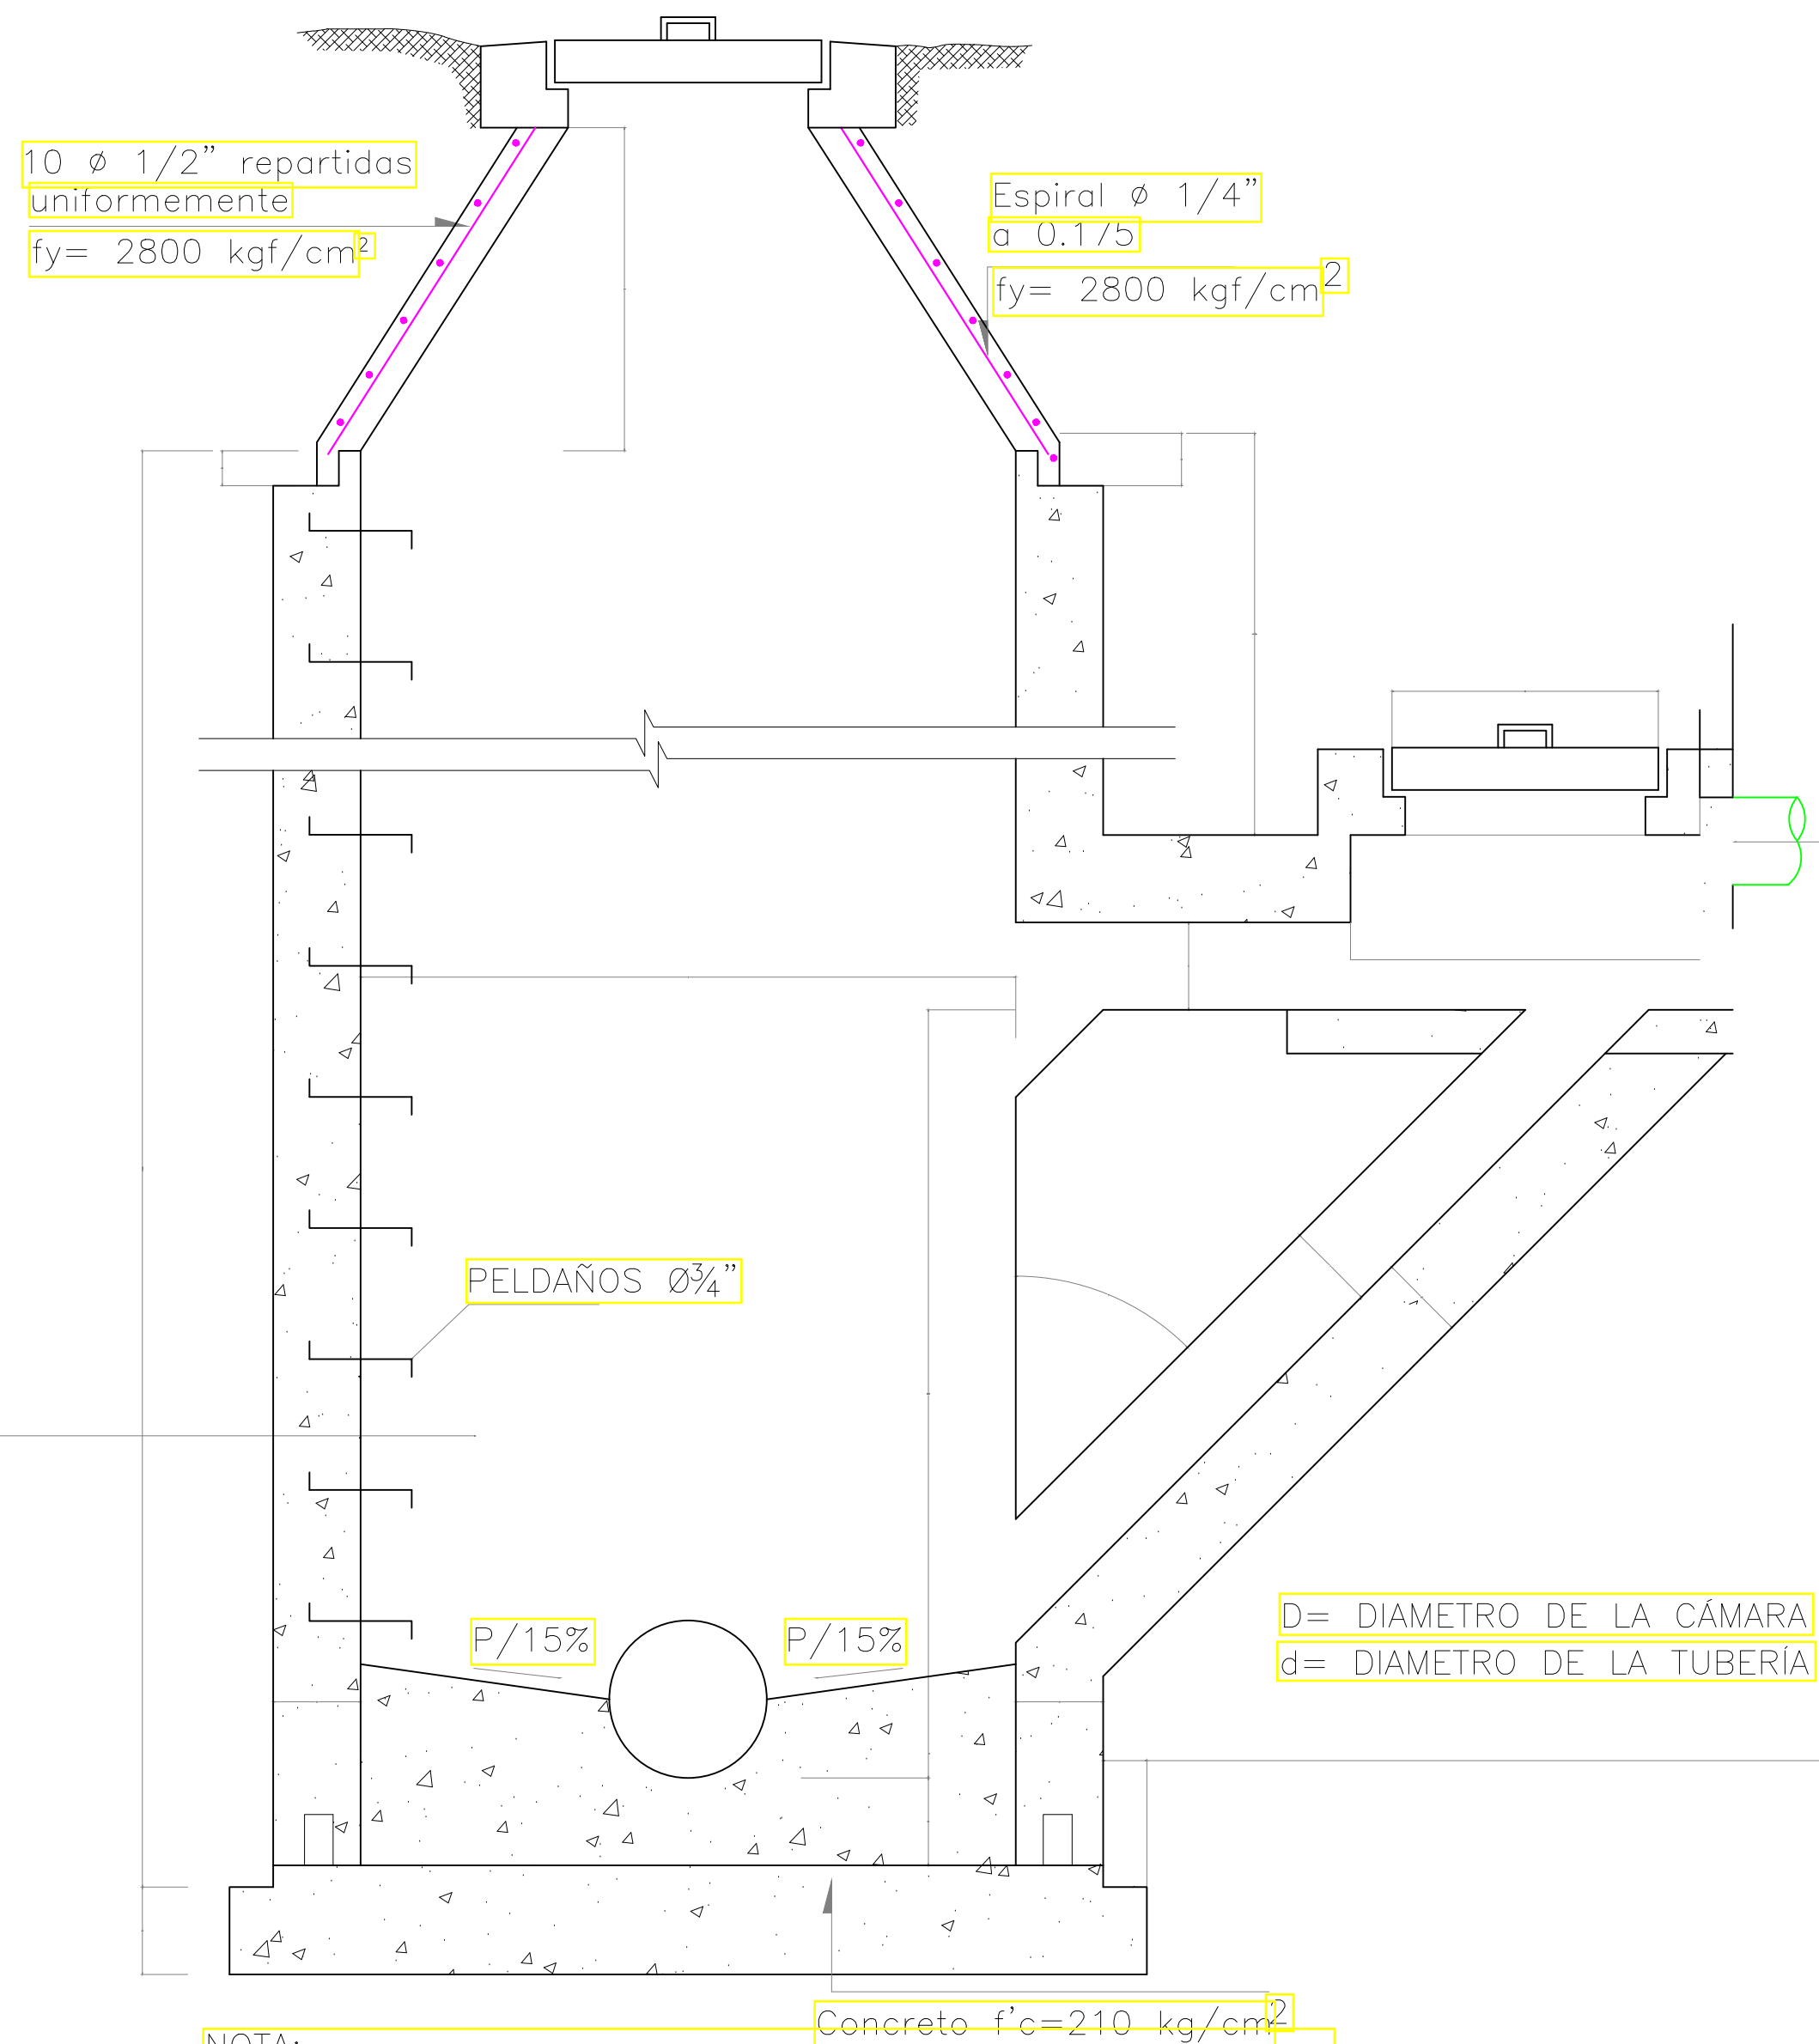 10 ø 1/2" repartidas
uniformemente
fy= 2800 kgf/cm²
Espiral ø 1/4"
a 0.175
fy= 2800 kgf/cm²
PELDAÑOS Ø¾"
P/15%
P/15%
D= DIAMETRO DE LA CÁMARA
d= DIAMETRO DE LA TUBERÍA
Concreto f'c=210 kg/cm²
NOTA: